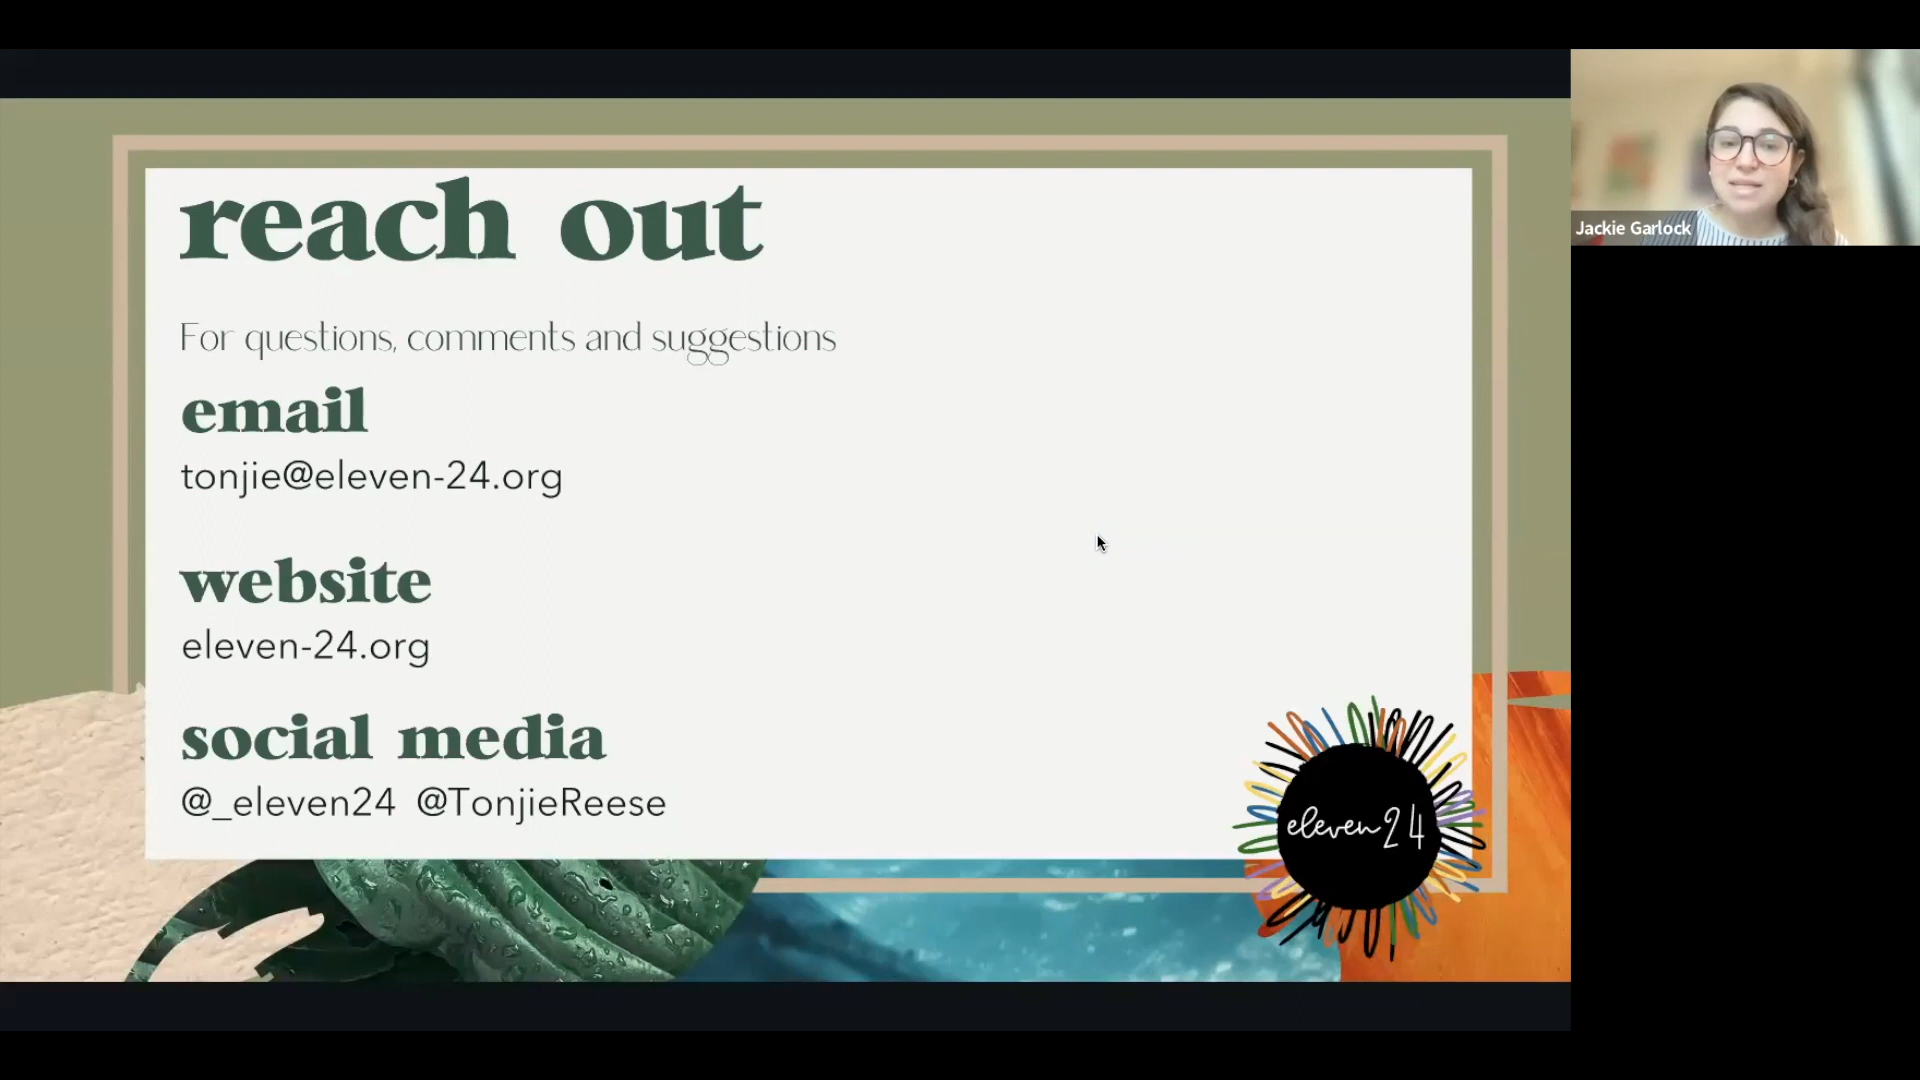 reach out
For questions, comments and suggestions
email
tonjie@eleven-24.org
website
eleven-24.org
social media
@_eleven24 @TonjieReese
eleven24
Jackie Garlock